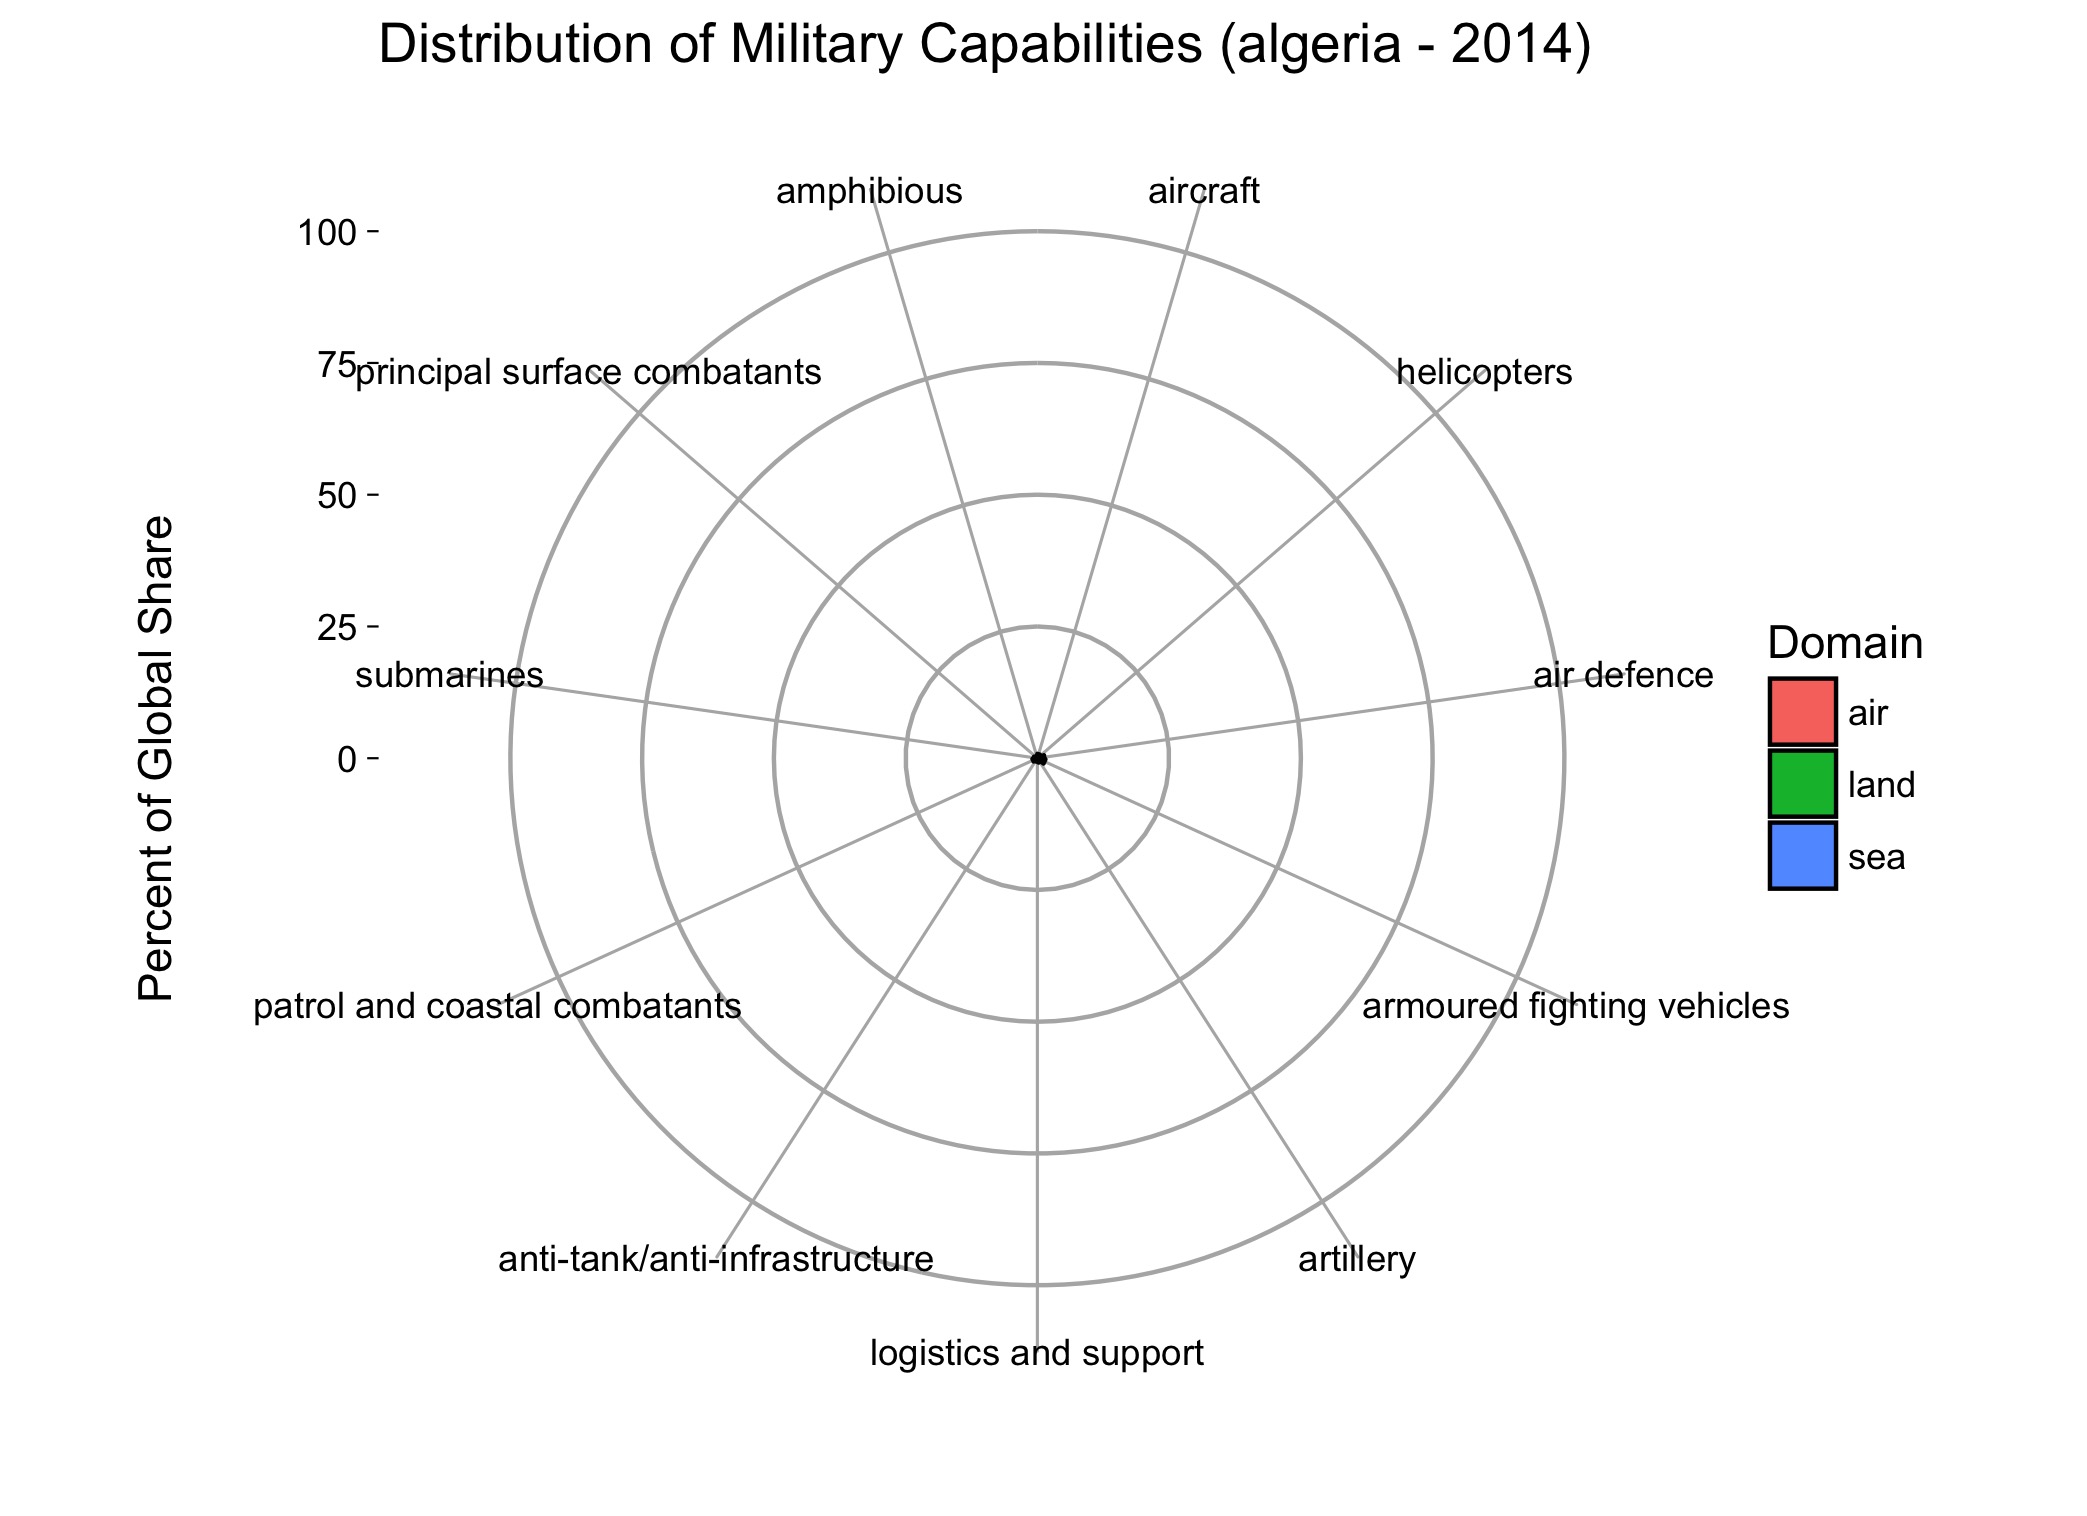 Distribution of Military Capabilities (algeria - 2014)
amphibious
aircraft
100
75
principal surface combatants
helicopters
50
25
submarines
air defence
0
Percent of Global Share
Domain
air
land
sea
patrol and coastal combatants
armoured fighting vehicles
anti-tank/anti-infrastructure
artillery
logistics and support